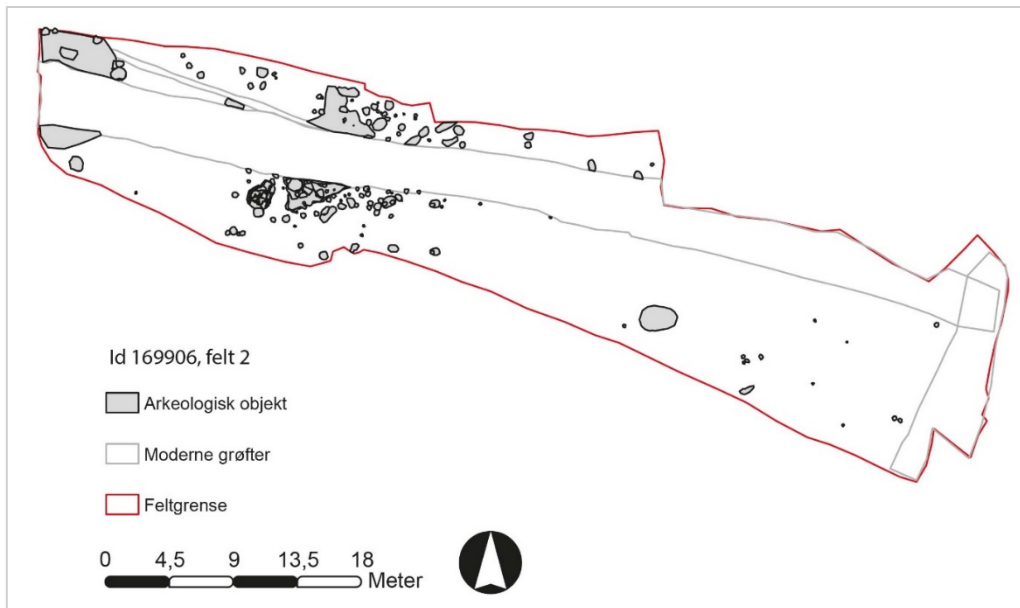 Id 169906, felt 2
Arkeologisk objekt
Moderne grøfter
Feltgrense
0 4,5 9 13,5 18
Meter